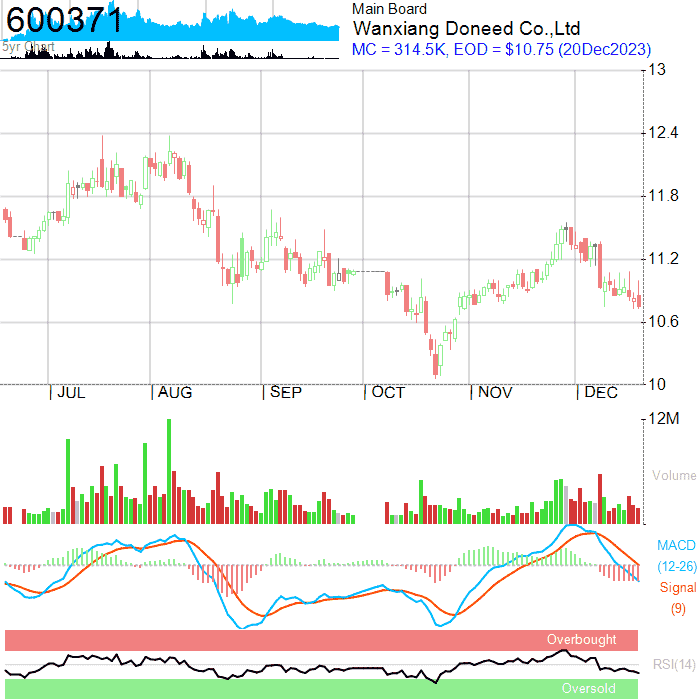 600371
5yr Chart
Main Board
Wanxiang Doneed Co.,Ltd
MC = 314.5K, EOD = $10.75 (20Dec2023)
13
12.4
11.8
11.2
10.6
10
JUL AUG SEP OCT NOV DEC
12M
Volume
MACD
(12-26)
Signal
(9)
Overbought
RSI(14)
Oversold